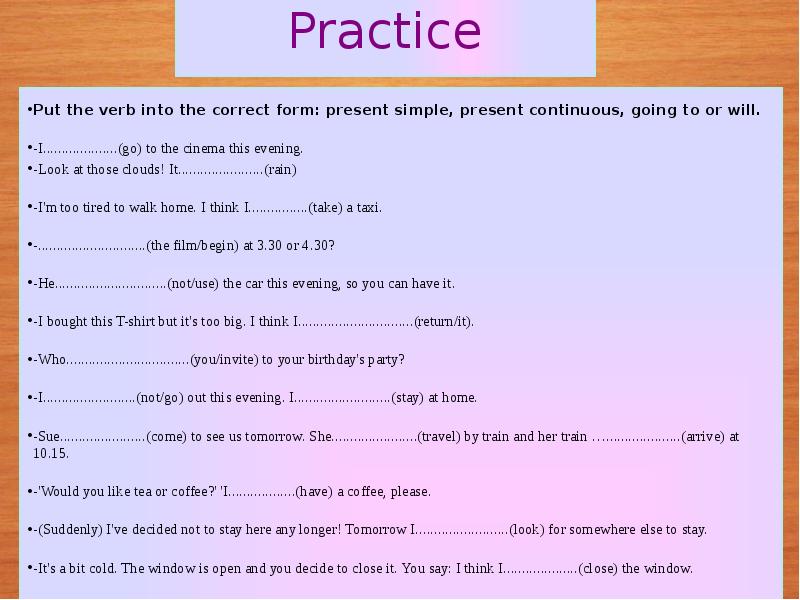 Practice
•Put the verb into the correct form: present simple, present continuous, going to or will.
•-I....................(go) to the cinema this evening.
•-Look at those clouds! It.......................(rain)
•-I'm too tired to walk home. I think I................(take) a taxi.
•-.............................(the film/begin) at 3.30 or 4.30?
•-He..............................(not/use) the car this evening, so you can have it.
•-I bought this T-shirt but it's too big. I think I...............................(return/it).
•-Who.................................(you/invite) to your birthday's party?
•-I.........................(not/go) out this evening. I..........................(stay) at home.
•-Sue.......................(come) to see us tomorrow. She.......................(travel) by train and her train ........................(arrive) at
10.15.
•-'Would you like tea or coffee?' 'I..................(have) a coffee, please.
•-(Suddenly) I've decided not to stay here any longer! Tomorrow I.........................(look) for somewhere else to stay.
•-It's a bit cold. The window is open and you decide to close it. You say: I think I....................(close) the window.